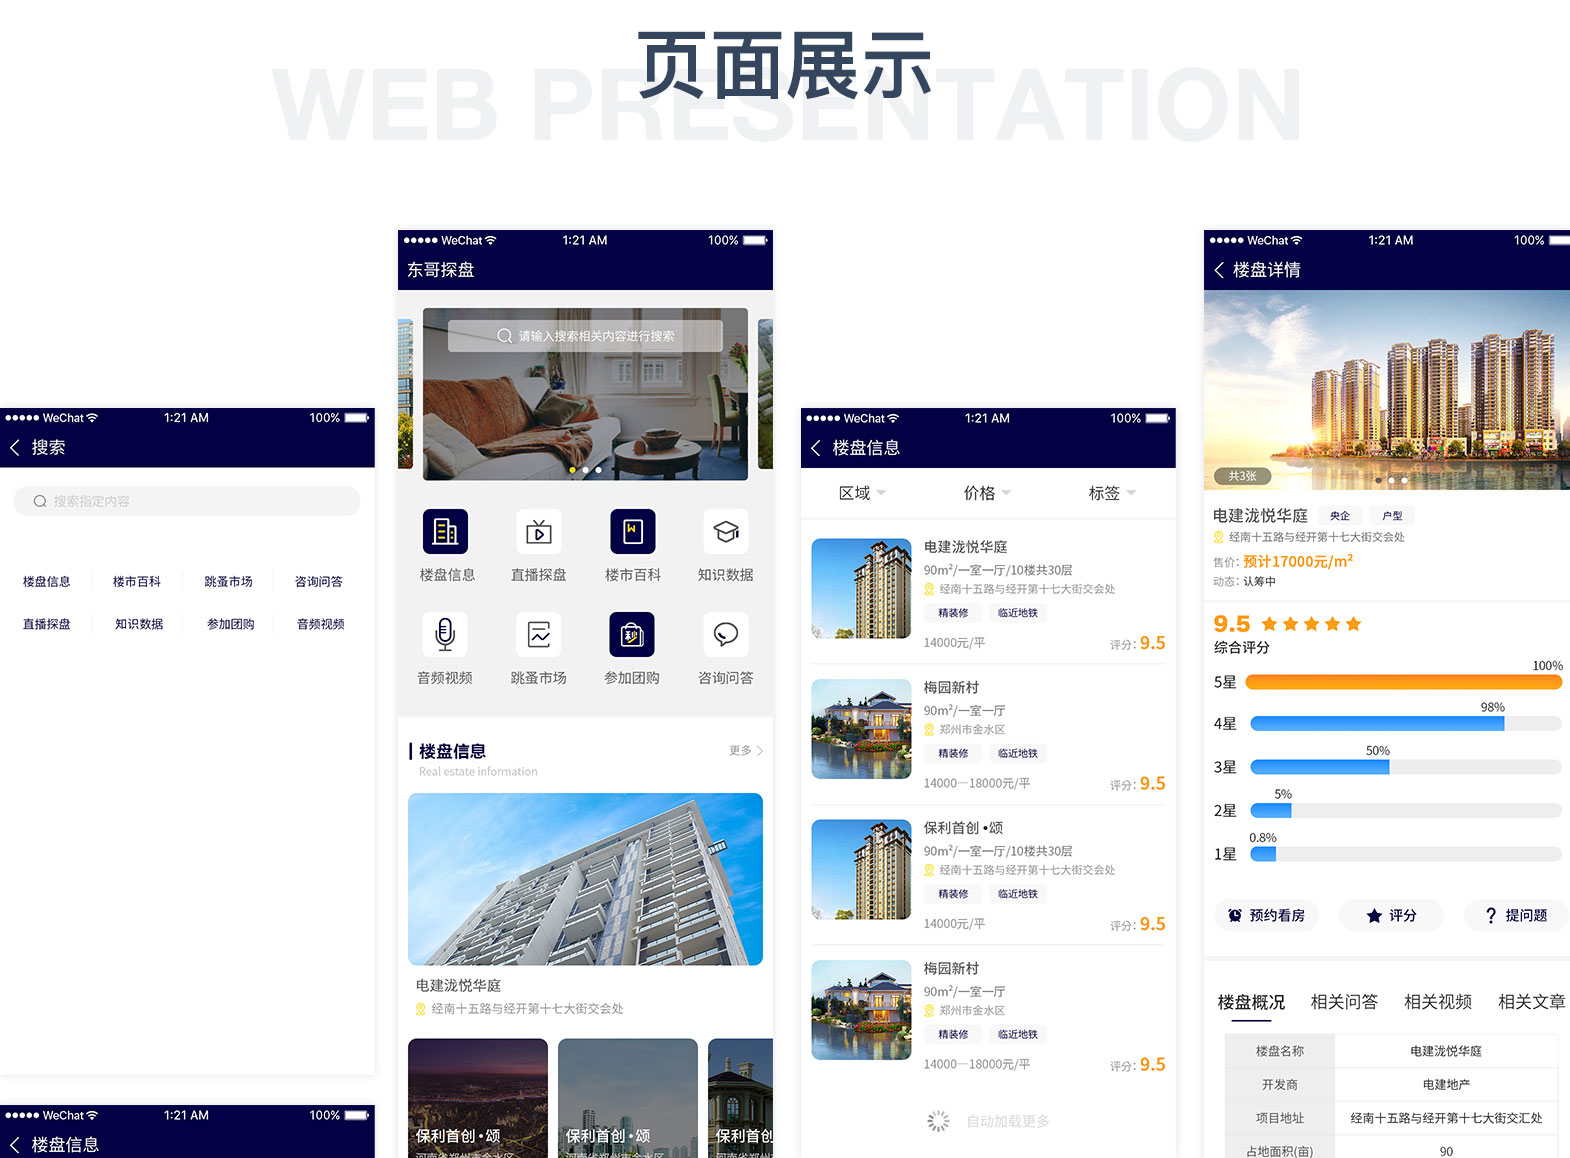 页面展示
WEB PRESENTATION
WeChat 1:21 AM 100%
搜索
搜索指定内容
楼盘信息 楼市百科 跳蚤市场 咨询问答
直播探盘 知识数据 参加团购 音频视频
WeChat 1:21 AM 100%
楼盘信息
WeChat 1:21 AM 100%
东哥探盘
请输入搜索相关内容进行搜索
楼盘信息 直播探盘 楼市百科 知识数据
秒
音频视频 跳蚤市场 参加团购 咨询问答
楼盘信息 更多
Real estate information
电建泷悦华庭
经南十五路与经开第十七大街交会处
保利首创•颂 保利首创•颂 保利首创
河南省郑州市金水区 河南省郑州市金水区
WeChat 1:21 AM 100%
楼盘信息
区域 价格 标签
电建泷悦华庭
90m²/一室一厅/10楼共30层
经南十五路与经开第十七大街交会处
精装修 临近地铁
14000元/平 评分: 9.5
梅园新村
90m²/一室一厅
郑州市金水区
精装修 临近地铁
14000—18000元/平 评分: 9.5
保利首创 •颂
90m²/一室一厅/10楼共30层
经南十五路与经开第十七大街交会处
精装修 临近地铁
14000元/平 评分: 9.5
梅园新村
90m²/一室一厅
郑州市金水区
精装修 临近地铁
14000—18000元/平 评分: 9.5
自动加载更多
WeChat 1:21 AM 100%
楼盘详情
共3张
电建泷悦华庭 央企 户型
经南十五路与经开第十七大街交会处
售价: 预计17000元/m²
动态: 认筹中
9.5
综合评分
100%
5星
98%
4星
50%
3星
5%
2星
0.8%
1星
预约看房 评分 提问题
楼盘概况 相关问答 相关视频 相关文章
楼盘名称 电建泷悦华庭
开发商 电建地产
项目地址 经南十五路与经开第十七大街交汇处
占地面积(亩) 90